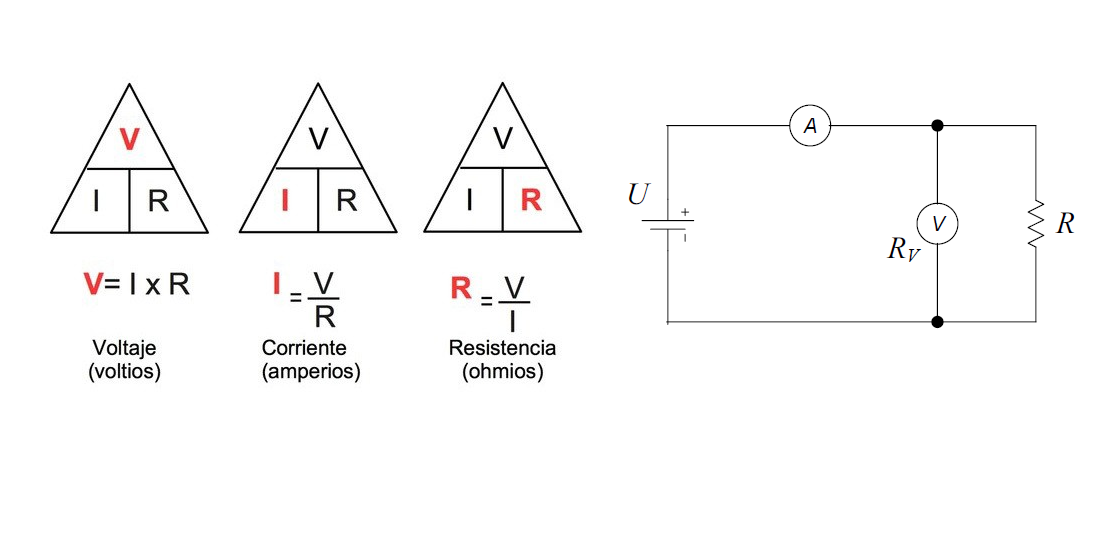 V
I R
V= I x R
Voltaje
(voltios)
V
I R
I = V
R
Corriente
(amperios)
V
I R
R = V
I
Resistencia
(ohmios)
A
U
+
−
V
R_V
R